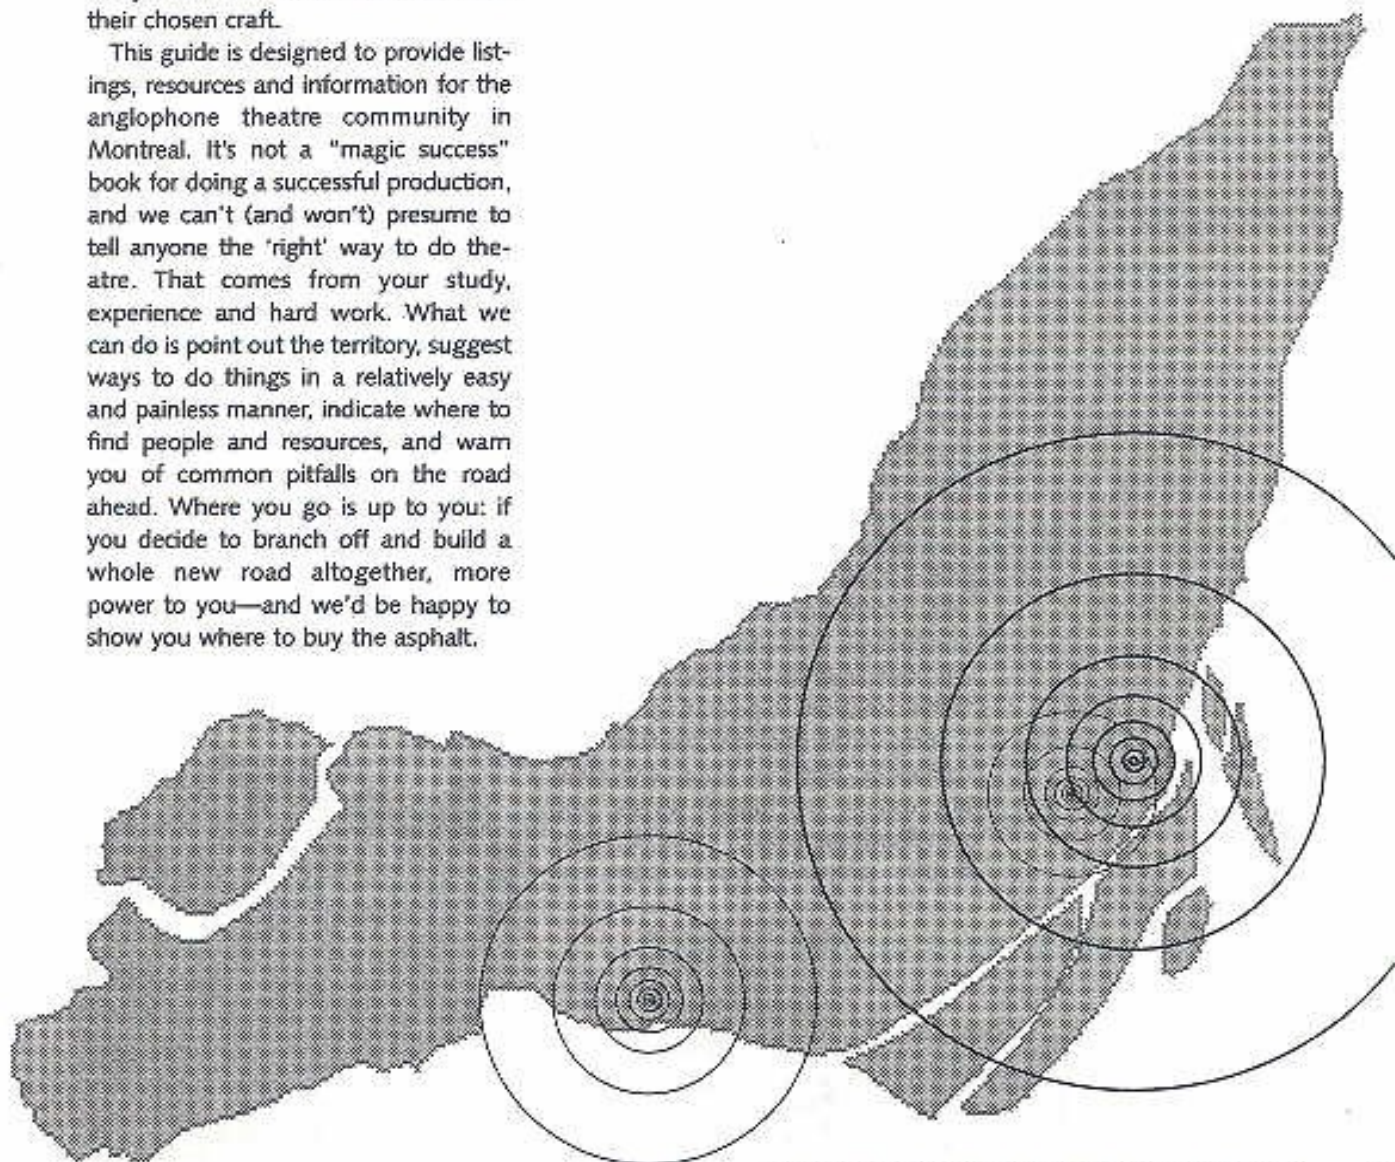 their chosen craft.
This guide is designed to provide list-
ings, resources and information for the
anglophone theatre community in
Montreal. It's not a "magic success"
book for doing a successful production,
and we can't (and won't) presume to
tell anyone the 'right' way to do the-
atre. That comes from your study,
experience and hard work. What we
can do is point out the territory, suggest
ways to do things in a relatively easy
and painless manner, indicate where to
find people and resources, and warn
you of common pitfalls on the road
ahead. Where you go is up to you: if
you decide to branch off and build a
whole new road altogether, more
power to you—and we'd be happy to
show you where to buy the asphalt.